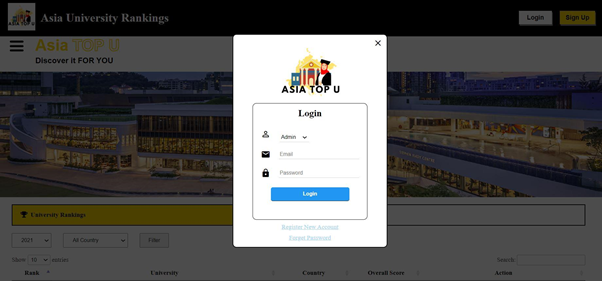 Asia University Rankings
Login
Sign Up
Asia TOP U
Discover it FOR YOU
ASIA TOP U
Login
Admin
Email
Password
Login
Register New Account
Forgot Password
University Rankings
2021
All Country
Filter
Show 10 entries
Search:
Rank University Country Overall Score Action